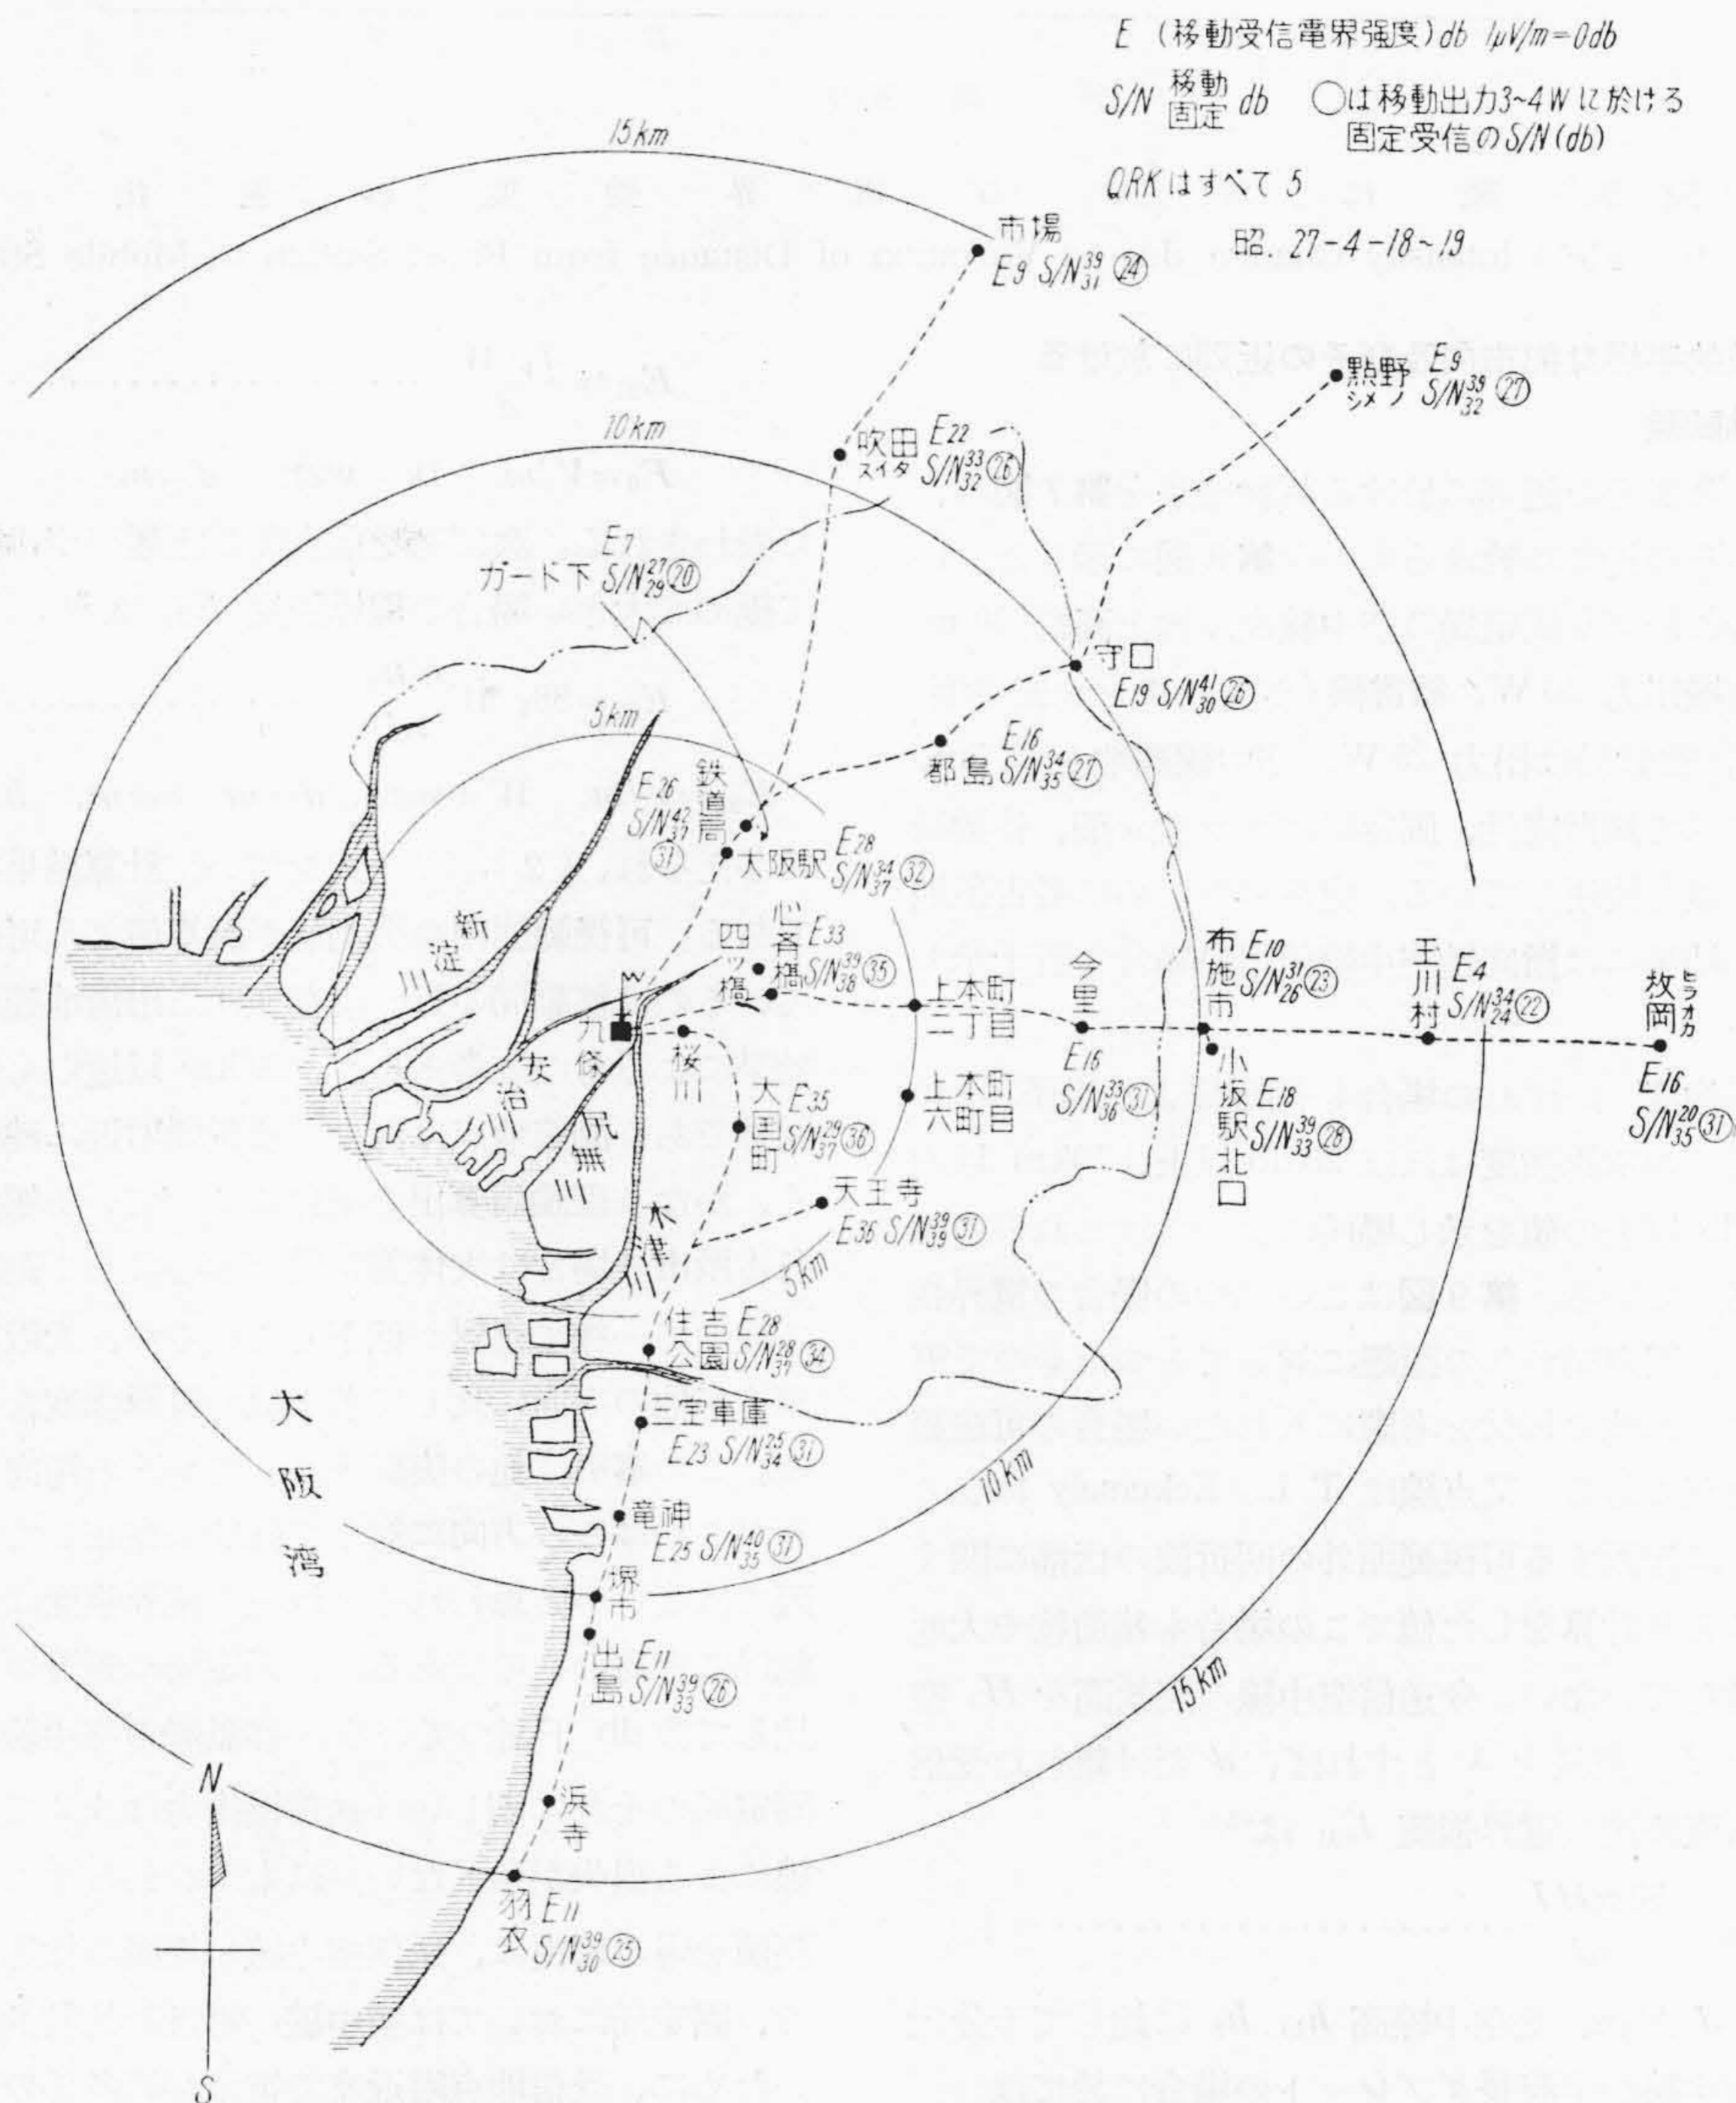 E (移動受信電界強度) db 1μV/m=0db
S/N 移動 固定 db ○は移動出力3~4Wに於ける
固定受信のS/N(db)
QRKはすべて5
昭.27-4-18~19
15km
市場
E9 S/N 39 31 ㉔
點野 E9
シメノ S/N 39 32 ㉗
10km
吹田 E22
スイタ S/N 33 32 ㉖
E7
ガード下 S/N 27 29 ⑳
守口
E19 S/N 41 30 ㉖
5km
E16
都島 S/N 34 35 ㉗
鉄道局
E26
S/N 42 37
㉛
大阪駅 E28
S/N 34 37 ㉜
新淀川
四ッ橋
心斉橋 E33
S/N 39 38 ㉟
九條
桜川
上本町二丁目
今里
E16
S/N 33 36 ㉛
布施市 E10
S/N 31 26 ㉓
玉川村 E4
S/N 34 24 ㉒
枚岡
ヒラオカ
E16
S/N 20 35 ㉛
安治川
尻無川
大国町 E35
S/N 29 37 ㊱
上本町六町目
小坂駅北口 E18
S/N 39 33 ㉘
天王寺
E36 S/N 39 39 ㉛
木津川
5km
住吉公園 E28
S/N 28 37 ㉞
三宝車庫
E23 S/N 25 34 ㉛
大阪湾
10km
竜神
E25 S/N 40 35 ㉛
堺市
出島 E11
S/N 39 33 ㉖
15km
浜寺
羽衣 E11
S/N 39 30 ㉕
N
S